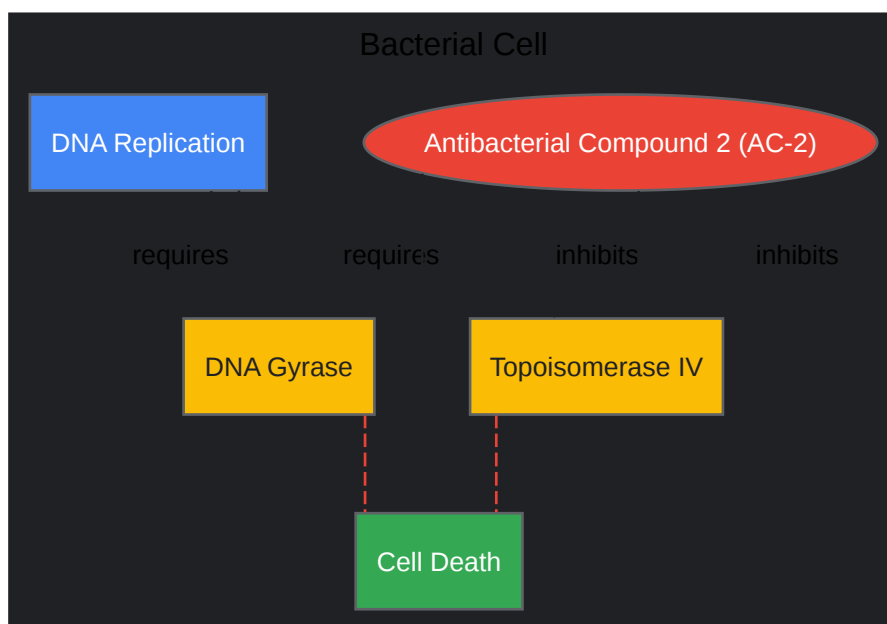 Bacterial Cell
DNA Replication
Antibacterial Compound 2 (AC-2)
requires
requires
inhibits
inhibits
DNA Gyrase
Topoisomerase IV
Cell Death